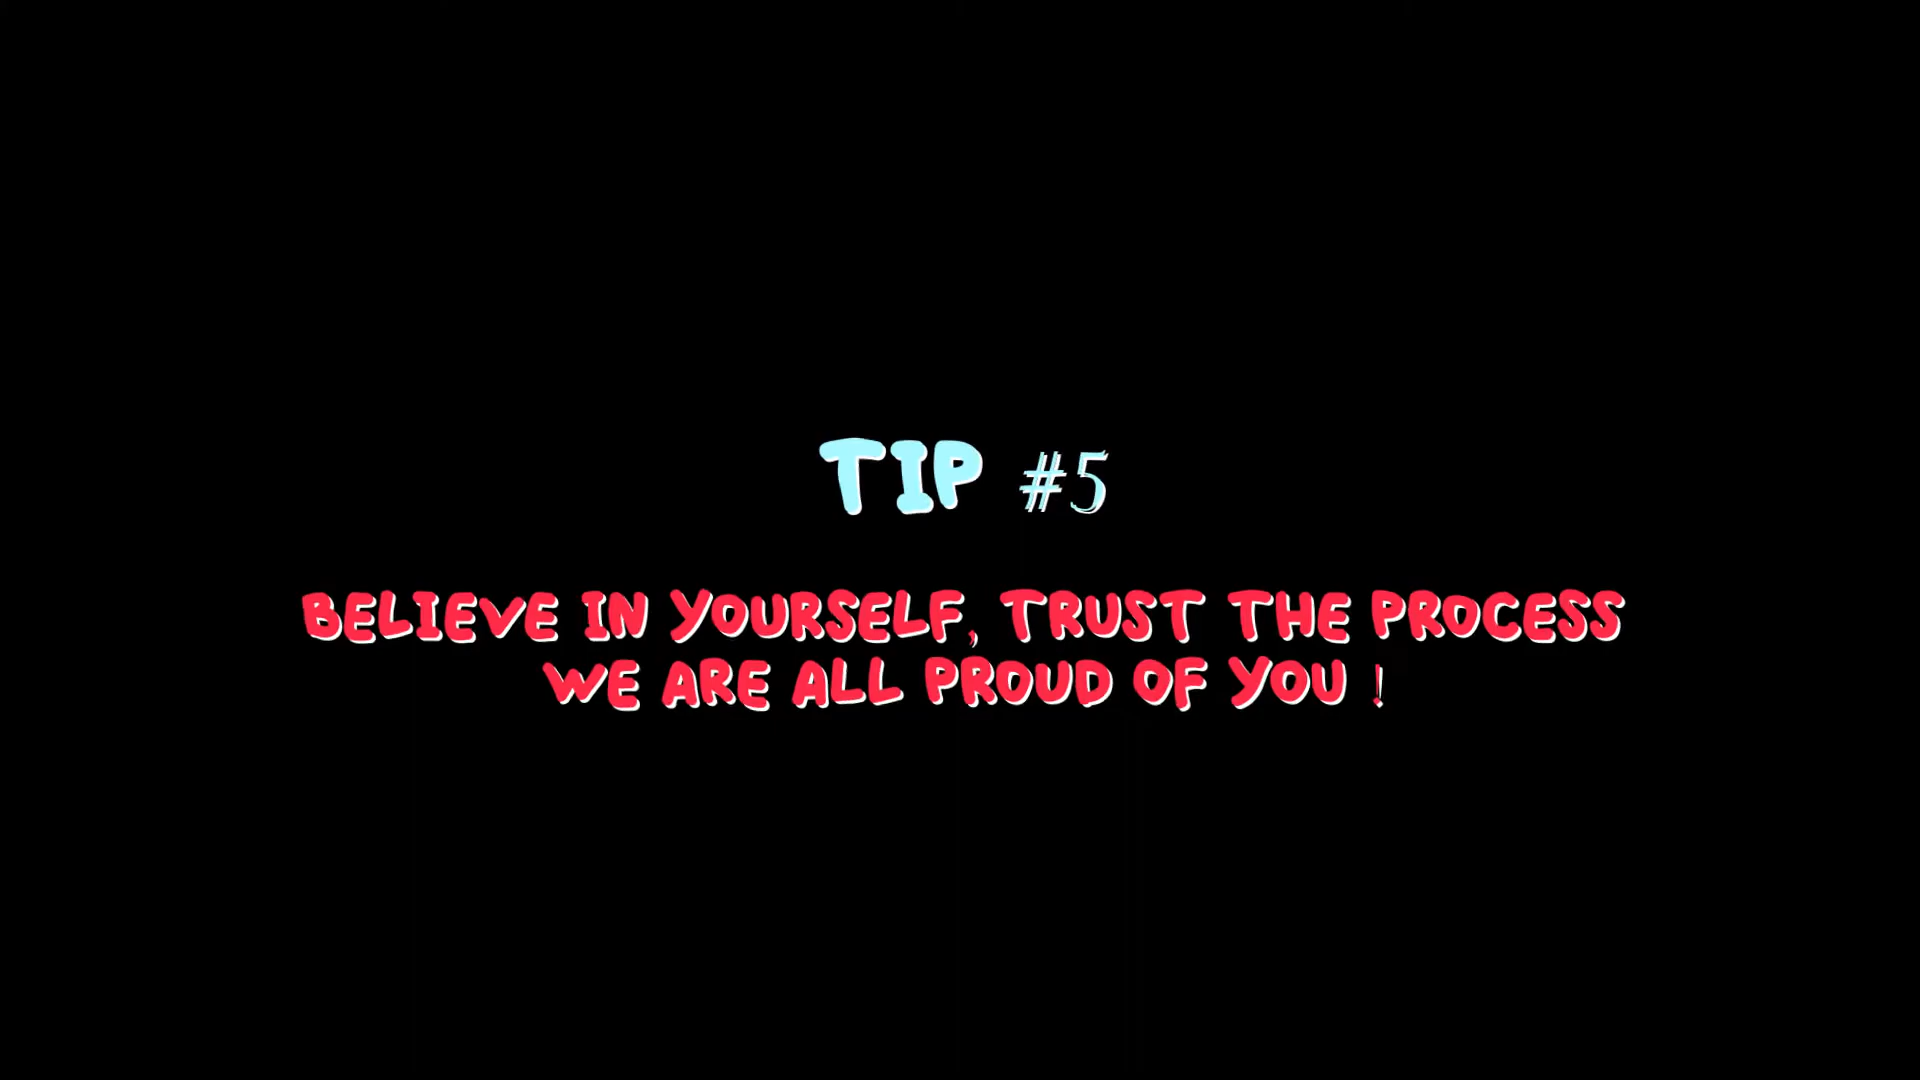 TIP #5
BELIEVE IN YOURSELF, TRUST THE PROCESS
WE ARE ALL PROUD OF YOU !